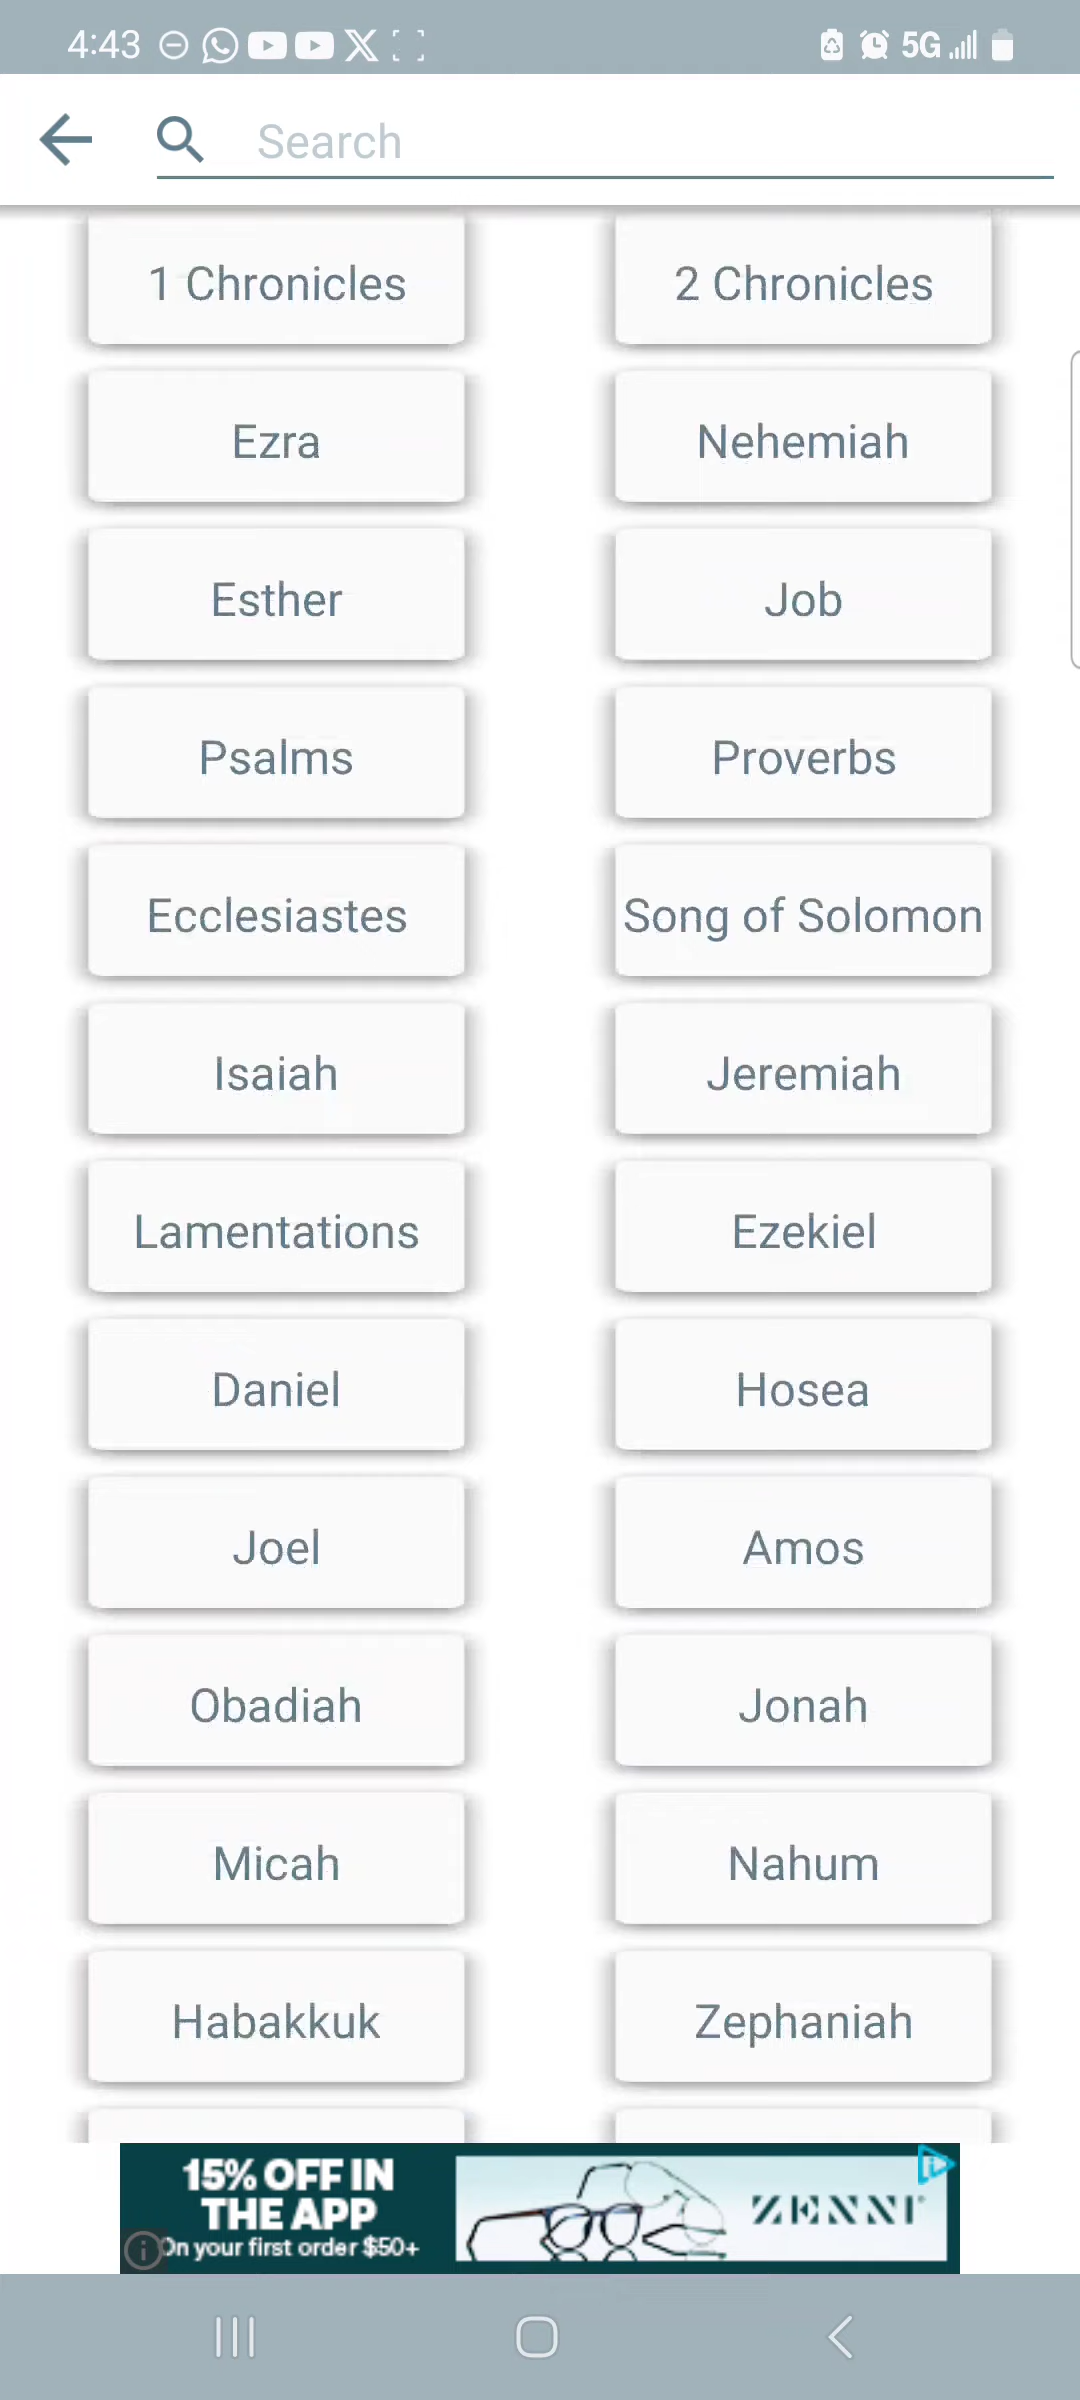 4:43
5G
Search
1 Chronicles
2 Chronicles
Ezra
Nehemiah
Esther
Job
Psalms
Proverbs
Ecclesiastes
Song of Solomon
Isaiah
Jeremiah
Lamentations
Ezekiel
Daniel
Hosea
Joel
Amos
Obadiah
Jonah
Micah
Nahum
Habakkuk
Zephaniah
15% OFF IN
THE APP
On your first order $50+
ZENNI